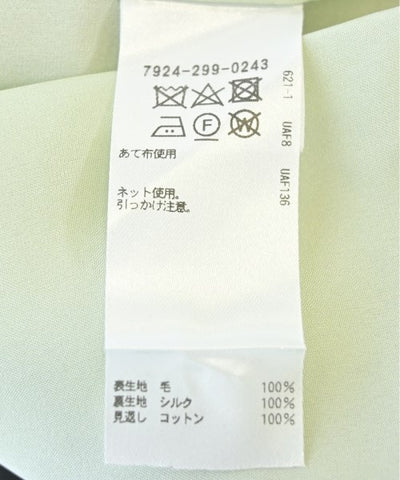 7924-299-0243
F W
あて布使用
ネット使用。
引っかけ注意。
621-1 UAF8 UAF136
表生地 毛 100%
裏生地 シルク 100%
見返し コットン 100%